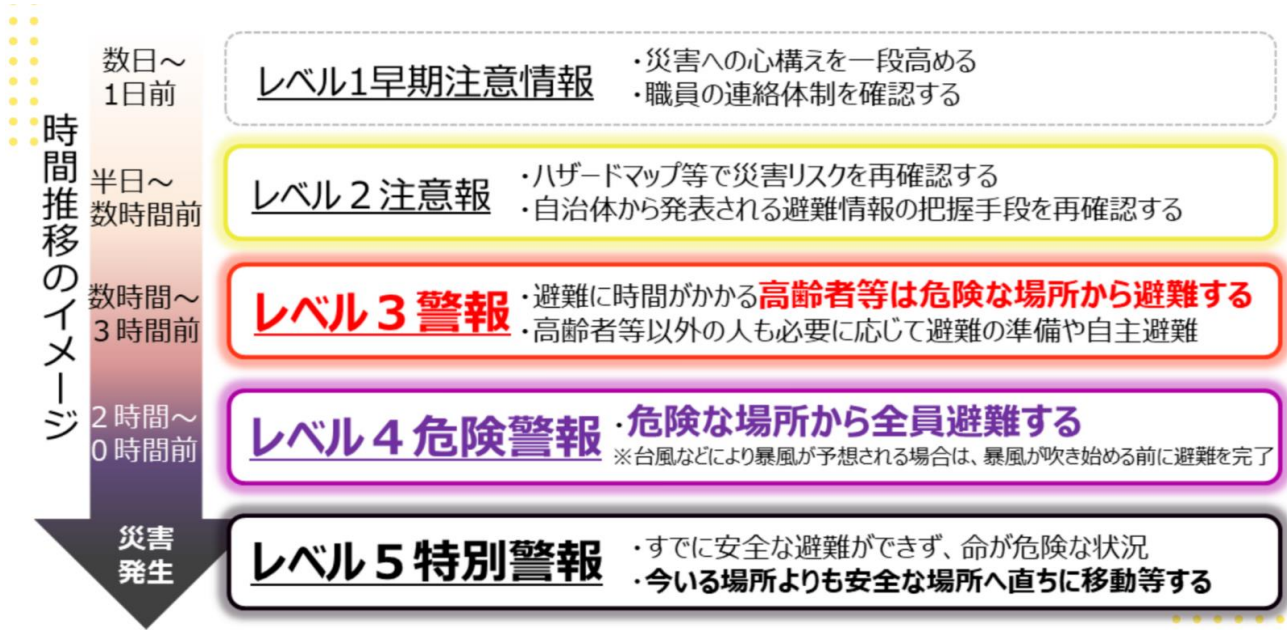 時間推移のイメージ
数日～
1日前
レベル1早期注意情報
・災害への心構えを一段高める
・職員の連絡体制を確認する
半日～
数時間前
レベル２注意報
・ハザードマップ等で災害リスクを再確認する
・自治体から発表される避難情報の把握手段を再確認する
数時間～
３時間前
レベル３警報
・避難に時間がかかる高齢者等は危険な場所から避難する
・高齢者等以外の人も必要に応じて避難の準備や自主避難
２時間～
０時間前
レベル４危険警報
・危険な場所から全員避難する
※台風などにより暴風が予想される場合は、暴風が吹き始める前に避難を完了
災害
発生
レベル５特別警報
・すでに安全な避難ができず、命が危険な状況
・今いる場所よりも安全な場所へ直ちに移動等する